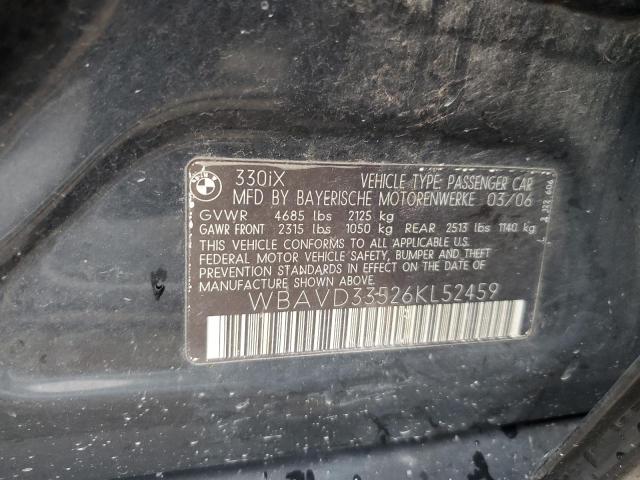 330iX VEHICLE TYPE: PASSENGER CAR
MFD BY BAYERISCHE MOTORENWERKE 03/06
GVWR 4685 lbs 2125 kg
GAWR FRONT 2315 lbs 1050 kg REAR 2513 lbs 1140 kg
THIS VEHICLE CONFORMS TO ALL APPLICABLE U.S.
FEDERAL MOTOR VEHICLE SAFETY, BUMPER AND THEFT
PREVENTION STANDARDS IN EFFECT ON THE DATE OF
MANUFACTURE SHOWN ABOVE.
WBAVD33526KL52459